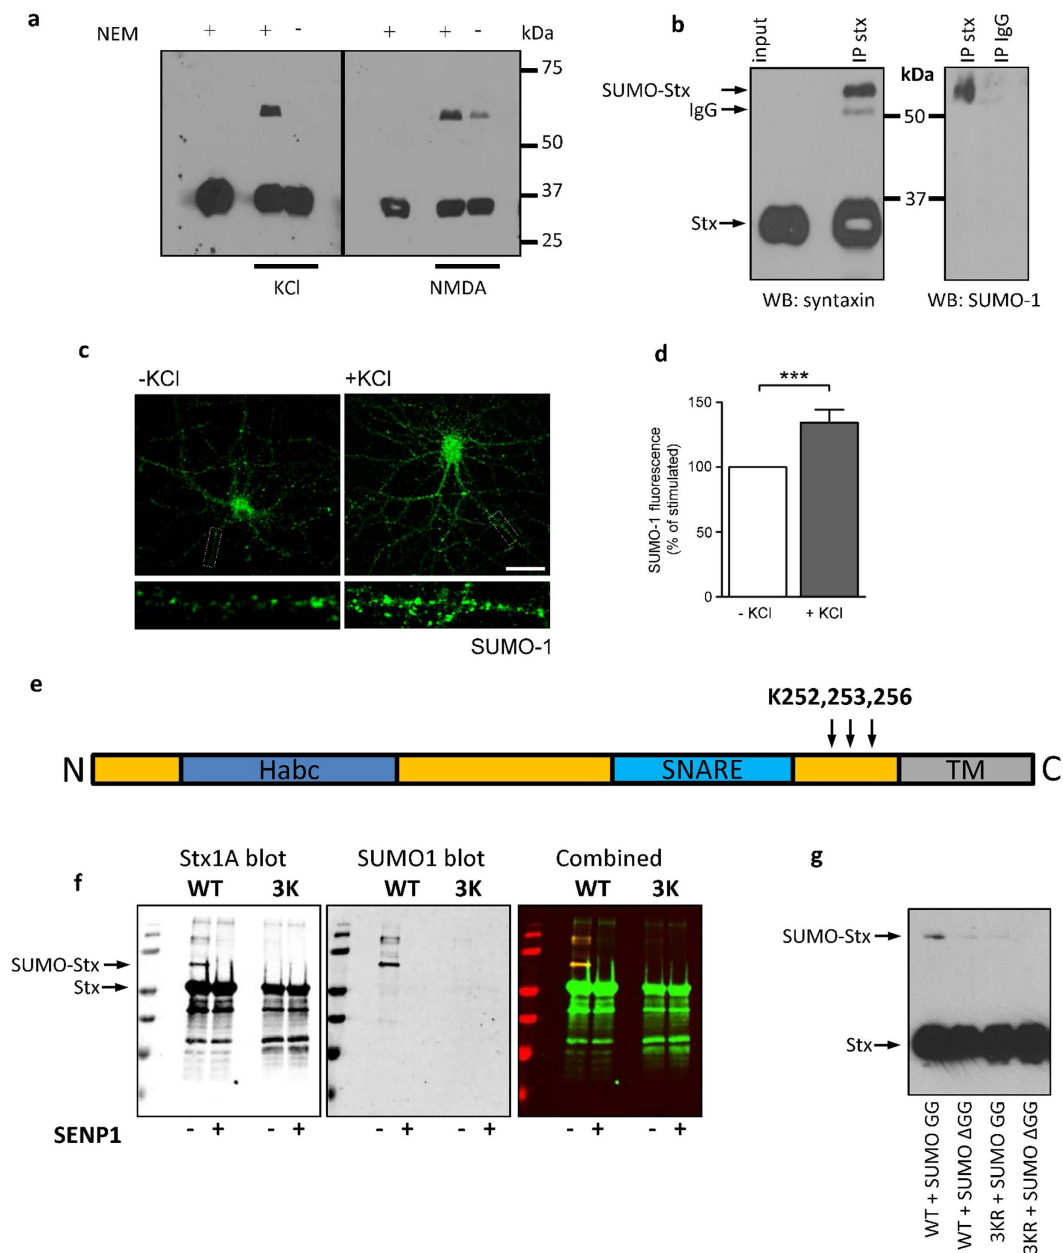 a
NEM + + - + + - kDa
75
50
37
25
KCl NMDA
b
input IP stx IP stx IP IgG
kDa
SUMO-Stx
IgG
50
37
Stx
WB: syntaxin WB: SUMO-1
c
-KCl +KCl
SUMO-1
d
***
150
100
50
0
SUMO-1 fluorescence
(% of stimulated)
- KCl + KCl
e
K252,253,256
N Habc SNARE TM C
f
Stx1A blot SUMO1 blot Combined
WT 3K WT 3K WT 3K
SUMO-Stx
Stx
SENP1 - + - + - + - + - + - +
g
SUMO-Stx
Stx
WT + SUMO GG
WT + SUMO ΔGG
3KR + SUMO GG
3KR + SUMO ΔGG